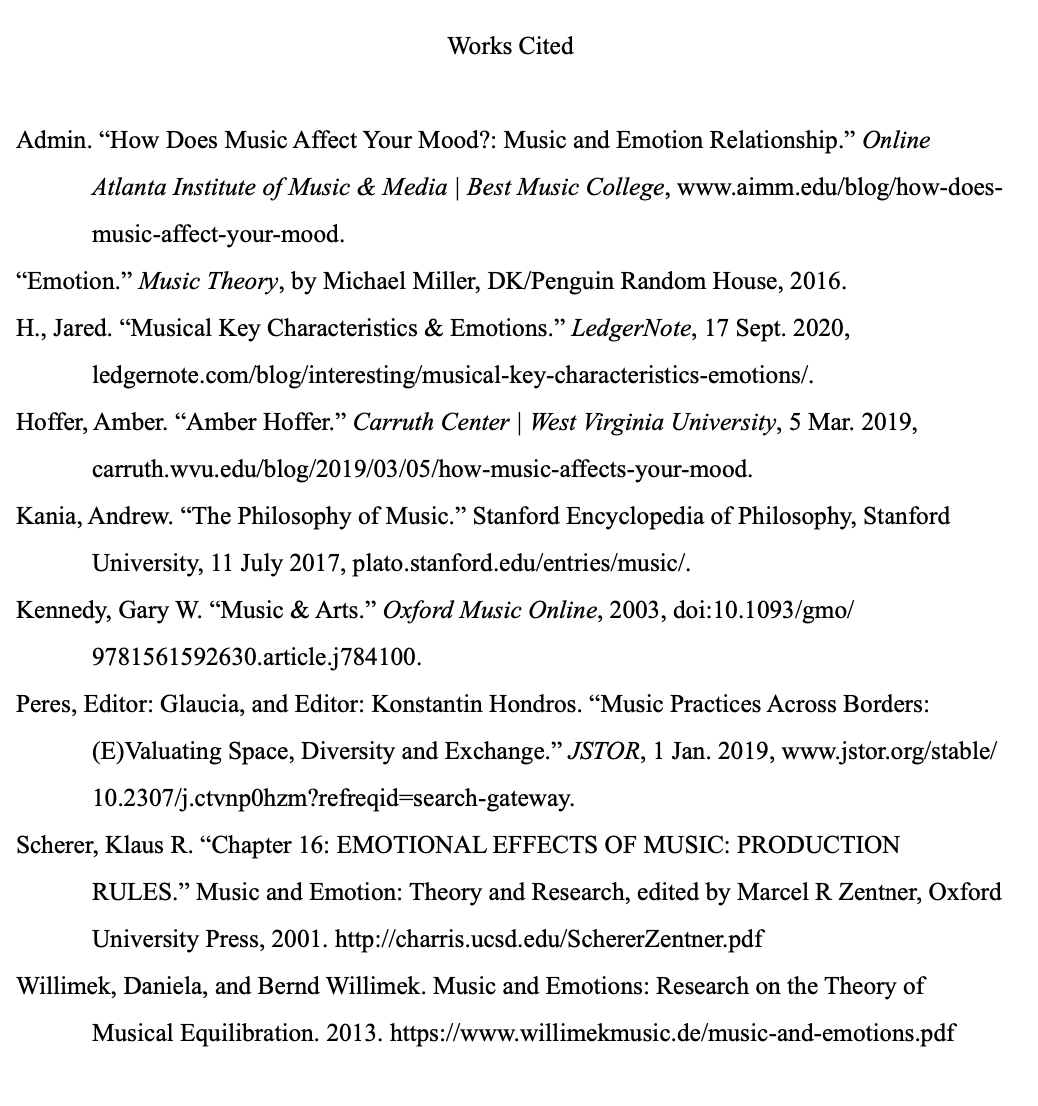 Works Cited
Admin. “How Does Music Affect Your Mood?: Music and Emotion Relationship.” Online
Atlanta Institute of Music & Media | Best Music College, www.aimm.edu/blog/how-does-
music-affect-your-mood.
“Emotion.” Music Theory, by Michael Miller, DK/Penguin Random House, 2016.
H., Jared. “Musical Key Characteristics & Emotions.” LedgerNote, 17 Sept. 2020,
ledgernote.com/blog/interesting/musical-key-characteristics-emotions/.
Hoffer, Amber. “Amber Hoffer.” Carruth Center | West Virginia University, 5 Mar. 2019,
carruth.wvu.edu/blog/2019/03/05/how-music-affects-your-mood.
Kania, Andrew. “The Philosophy of Music.” Stanford Encyclopedia of Philosophy, Stanford
University, 11 July 2017, plato.stanford.edu/entries/music/.
Kennedy, Gary W. “Music & Arts.” Oxford Music Online, 2003, doi:10.1093/gmo/
9781561592630.article.j784100.
Peres, Editor: Glaucia, and Editor: Konstantin Hondros. “Music Practices Across Borders:
(E)Valuating Space, Diversity and Exchange.” JSTOR, 1 Jan. 2019, www.jstor.org/stable/
10.2307/j.ctvnp0hzm?refreqid=search-gateway.
Scherer, Klaus R. “Chapter 16: EMOTIONAL EFFECTS OF MUSIC: PRODUCTION
RULES.” Music and Emotion: Theory and Research, edited by Marcel R Zentner, Oxford
University Press, 2001. http://charris.ucsd.edu/SchererZentner.pdf
Willimek, Daniela, and Bernd Willimek. Music and Emotions: Research on the Theory of
Musical Equilibration. 2013. https://www.willimekmusic.de/music-and-emotions.pdf